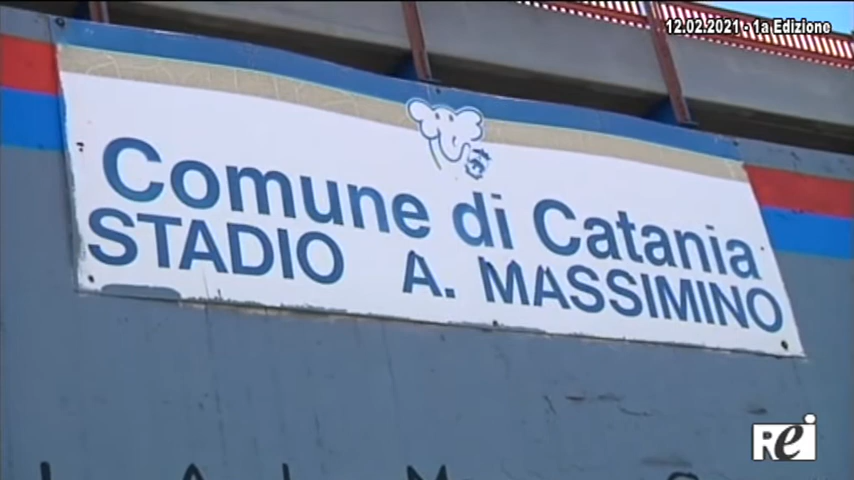 12.02.2021 - 1a Edizione
Comune di Catania
STADIO A. MASSIMINO
REi